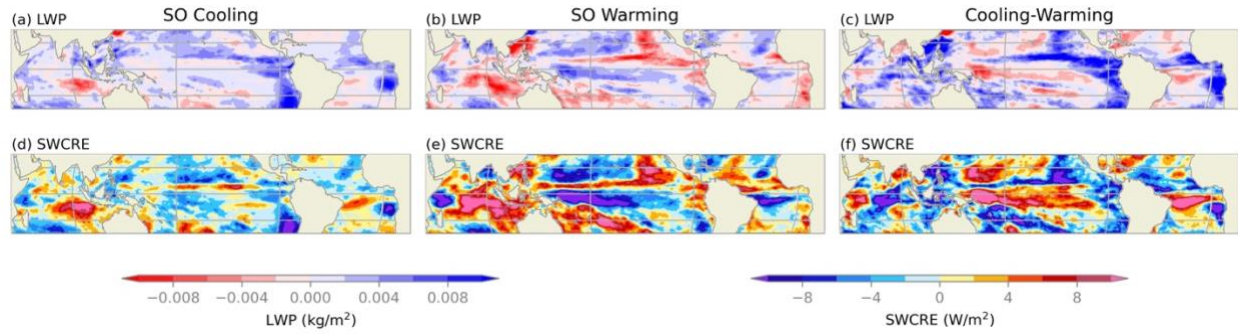 SO Cooling SO Warming Cooling-Warming
(a) LWP (b) LWP (c) LWP
(d) SWCRE (e) SWCRE (f) SWCRE
−0.008 −0.004 0.000 0.004 0.008 −8 −4 0 4 8
LWP (kg/m²) SWCRE (W/m²)